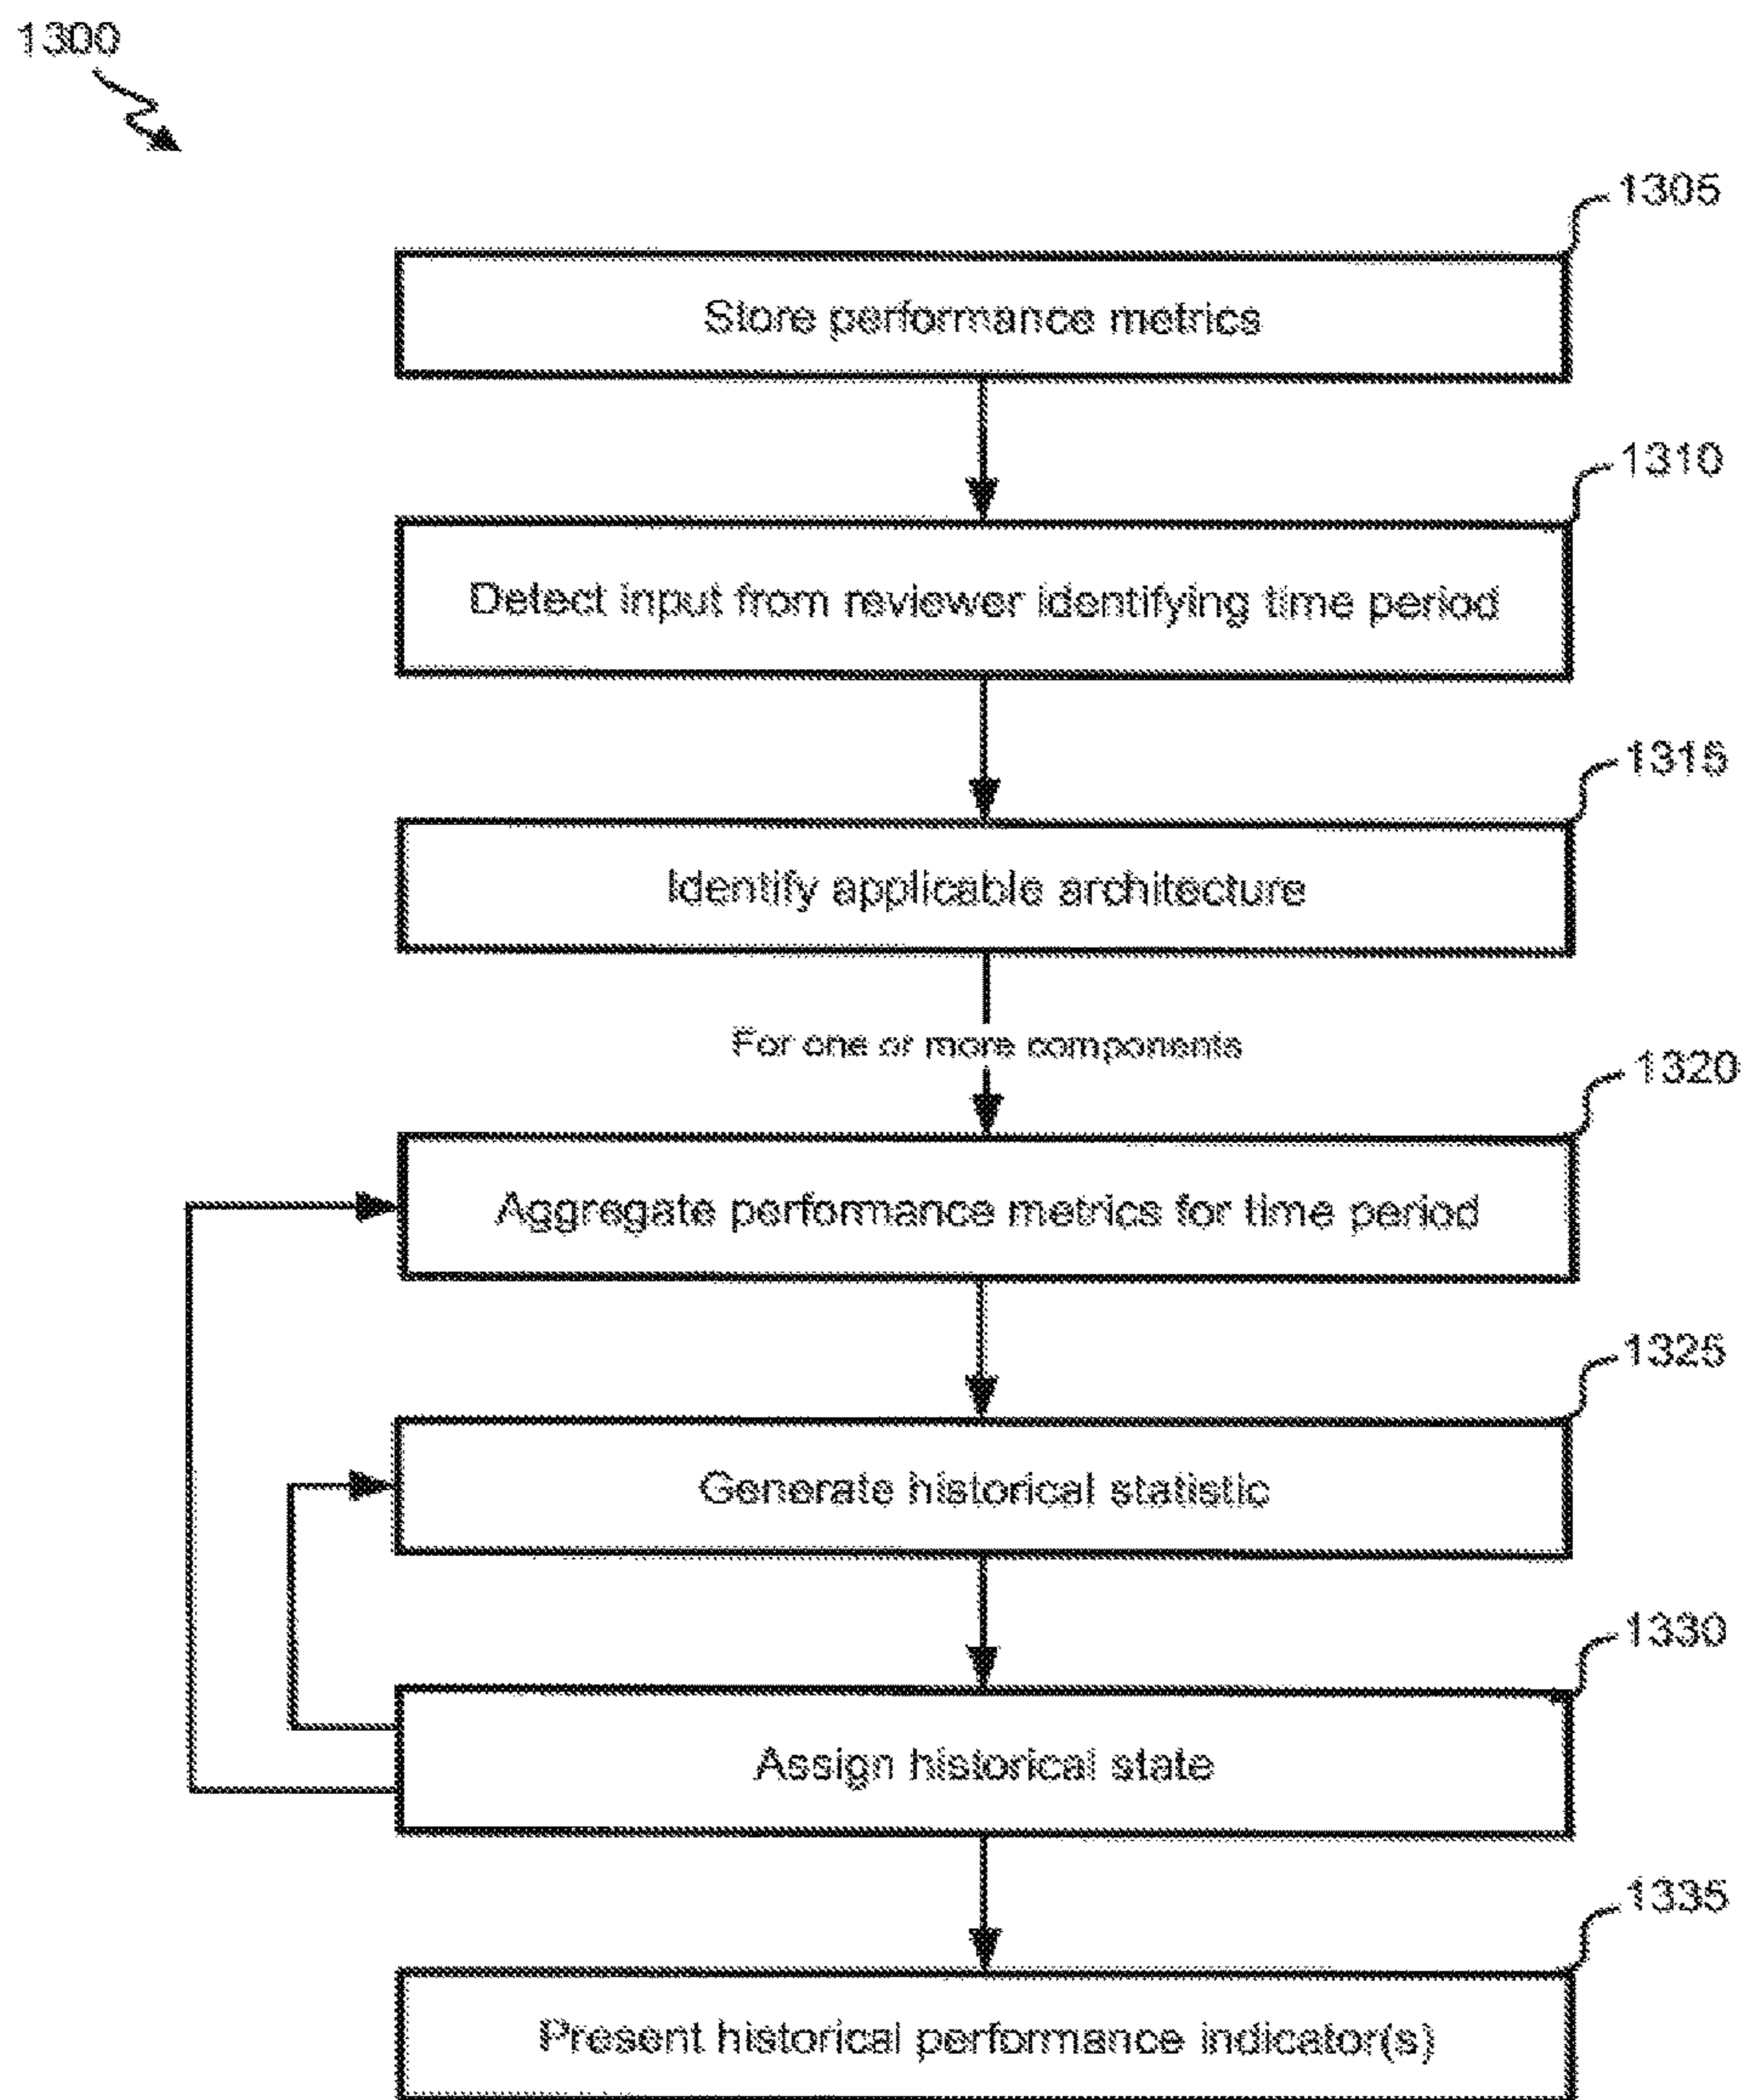 1300
1305
Store performance metrics
1310
Detect input from reviewer identifying time period
1315
Identify applicable architecture
For one or more components
1320
Aggregate performance metrics for time period
1325
Generate historical statistic
1330
Assign historical state
1335
Present historical performance indicator(s)